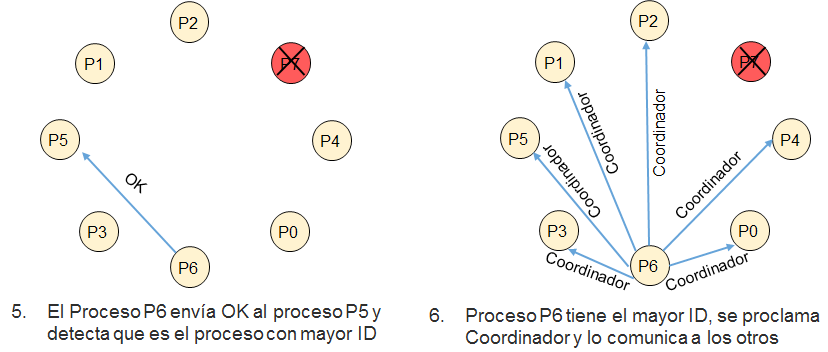 P2
P1
P7
P5
P4
OK
P3
P0
P6
5. El Proceso P6 envía OK al proceso P5 y
detecta que es el proceso con mayor ID
P2
P1
P7
P5
P4
Coordinador
Coordinador
Coordinador
Coordinador
P3
P0
P6
Coordinador
Coordinador
6. Proceso P6 tiene el mayor ID, se proclama
Coordinador y lo comunica a los otros